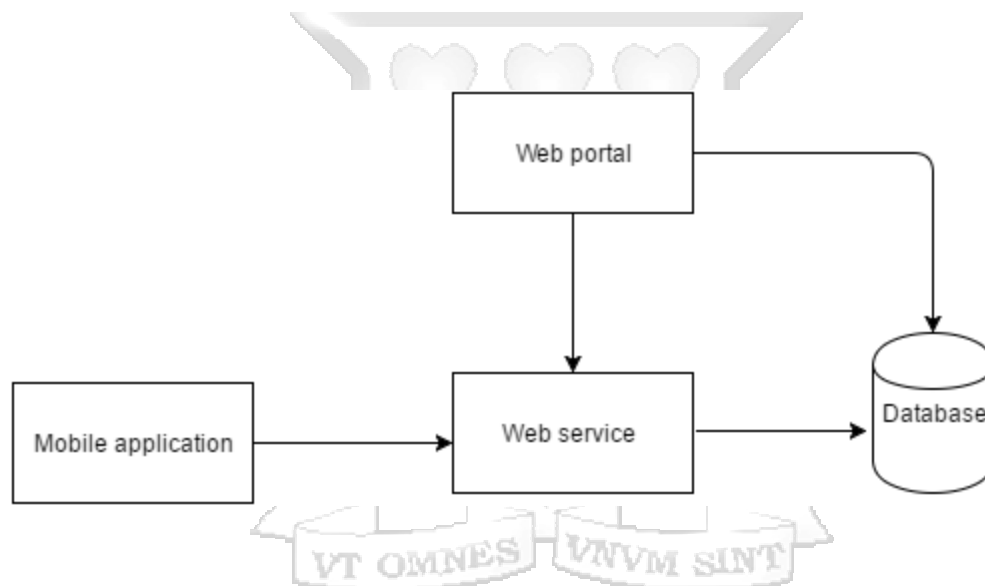 Web portal
Mobile application
Web service
Database
VT OMNES VNVM SINT